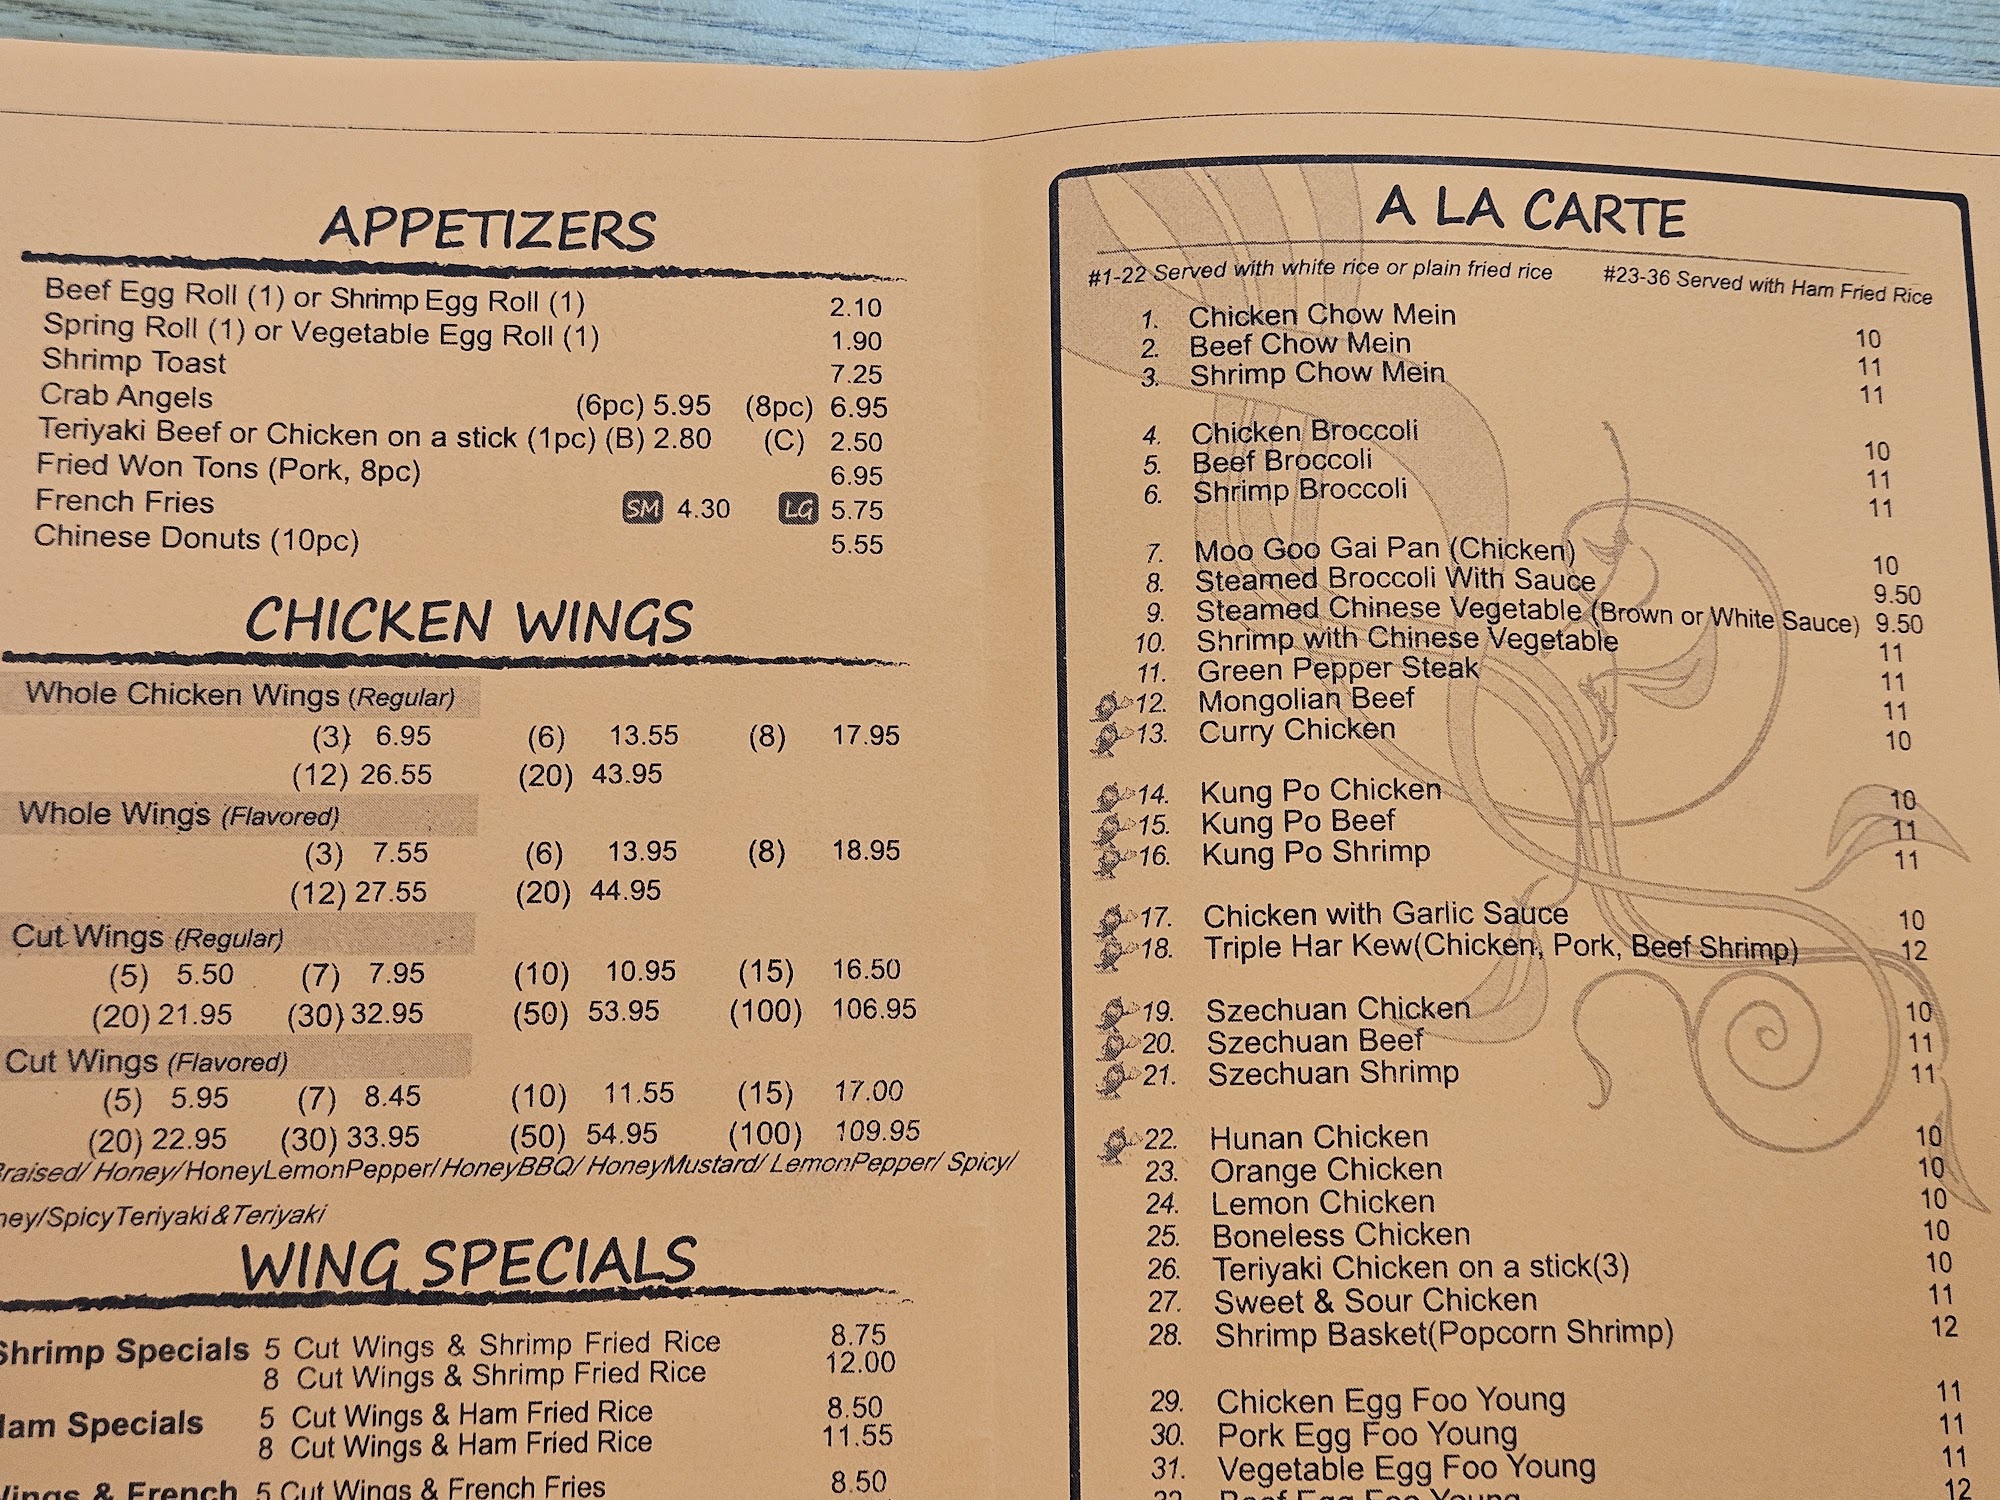 APPETIZERS
Beef Egg Roll (1) or Shrimp Egg Roll (1) 2.10
Spring Roll (1) or Vegetable Egg Roll (1) 1.90
Shrimp Toast 7.25
Crab Angels (6pc) 5.95 (8pc) 6.95
Teriyaki Beef or Chicken on a stick (1pc) (B) 2.80 (C) 2.50
Fried Won Tons (Pork, 8pc) 6.95
French Fries SM 4.30 LG 5.75
Chinese Donuts (10pc) 5.55
CHICKEN WINGS
Whole Chicken Wings (Regular)
(3) 6.95 (6) 13.55 (8) 17.95
(12) 26.55 (20) 43.95
Whole Wings (Flavored)
(3) 7.55 (6) 13.95 (8) 18.95
(12) 27.55 (20) 44.95
Cut Wings (Regular)
(5) 5.50 (7) 7.95 (10) 10.95 (15) 16.50
(20) 21.95 (30) 32.95 (50) 53.95 (100) 106.95
Cut Wings (Flavored)
(5) 5.95 (7) 8.45 (10) 11.55 (15) 17.00
(20) 22.95 (30) 33.95 (50) 54.95 (100) 109.95
Braised/ Honey/HoneyLemonPepper/HoneyBBQ/ HoneyMustard/ LemonPepper/ Spicy/
ney/SpicyTeriyaki&Teriyaki
WING SPECIALS
Shrimp Specials 5 Cut Wings & Shrimp Fried Rice 8.75
8 Cut Wings & Shrimp Fried Rice 12.00
Ham Specials 5 Cut Wings & Ham Fried Rice 8.50
8 Cut Wings & Ham Fried Rice 11.55
Wings & French 5 Cut Wings & French Fries 8.50
A LA CARTE
#1-22 Served with white rice or plain fried rice #23-36 Served with Ham Fried Rice
1. Chicken Chow Mein 10
2. Beef Chow Mein 11
3. Shrimp Chow Mein 11
4. Chicken Broccoli 10
5. Beef Broccoli 11
6. Shrimp Broccoli 11
7. Moo Goo Gai Pan (Chicken) 10
8. Steamed Broccoli With Sauce 9.50
9. Steamed Chinese Vegetable (Brown or White Sauce) 9.50
10. Shrimp with Chinese Vegetable 11
11. Green Pepper Steak 11
12. Mongolian Beef 11
13. Curry Chicken 10
14. Kung Po Chicken 10
15. Kung Po Beef 11
16. Kung Po Shrimp 11
17. Chicken with Garlic Sauce 10
18. Triple Har Kew(Chicken, Pork, Beef Shrimp) 12
19. Szechuan Chicken 10
20. Szechuan Beef 11
21. Szechuan Shrimp 11
22. Hunan Chicken 10
23. Orange Chicken 10
24. Lemon Chicken 10
25. Boneless Chicken 10
26. Teriyaki Chicken on a stick(3) 10
27. Sweet & Sour Chicken 11
28. Shrimp Basket(Popcorn Shrimp) 12
29. Chicken Egg Foo Young 11
30. Pork Egg Foo Young 11
31. Vegetable Egg Foo Young 11
32. Beef Egg Foo Young 12